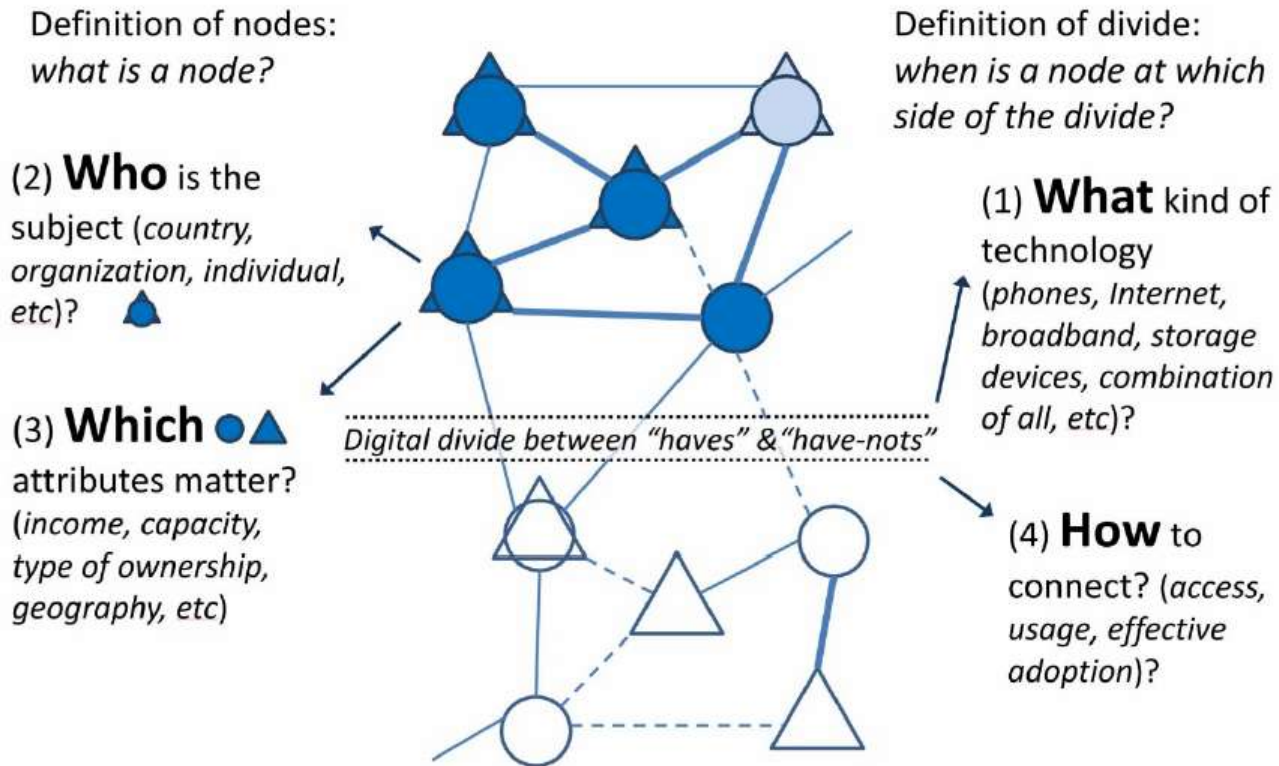 Definition of nodes:
what is a node?
(2) Who is the
subject (country,
organization, individual,
etc)?
(3) Which
attributes matter?
(income, capacity,
type of ownership,
geography, etc)
Digital divide between “haves” &“have-nots”
Definition of divide:
when is a node at which
side of the divide?
(1) What kind of
technology
(phones, Internet,
broadband, storage
devices, combination
of all, etc)?
(4) How to
connect? (access,
usage, effective
adoption)?